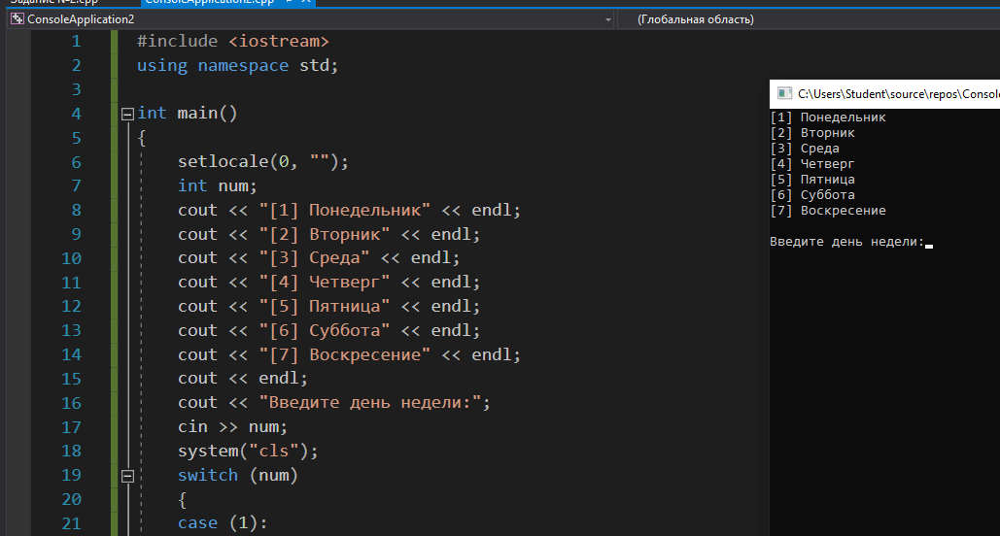 Задание №2.cpp ConsoleApplication2.cpp
ConsoleApplication2 (Глобальная область)
1 #include <iostream>
2 using namespace std;
3
4 int main()
5 {
6 setlocale(0, "");
7 int num;
8 cout << "[1] Понедельник" << endl;
9 cout << "[2] Вторник" << endl;
10 cout << "[3] Среда" << endl;
11 cout << "[4] Четверг" << endl;
12 cout << "[5] Пятница" << endl;
13 cout << "[6] Суббота" << endl;
14 cout << "[7] Воскресение" << endl;
15 cout << endl;
16 cout << "Введите день недели:";
17 cin >> num;
18 system("cls");
19 switch (num)
20 {
21 case (1):
C:\Users\Student\source\repos\Consol
[1] Понедельник
[2] Вторник
[3] Среда
[4] Четверг
[5] Пятница
[6] Суббота
[7] Воскресение
Введите день недели: